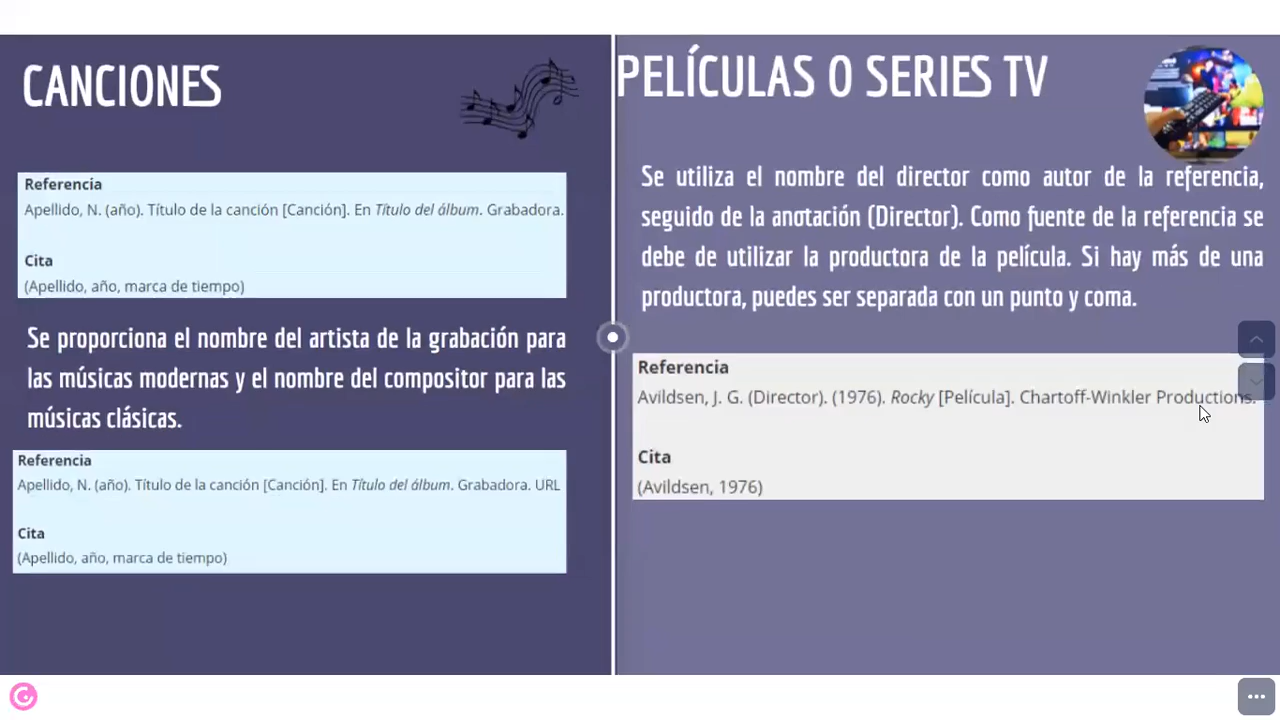 CANCIONES
Referencia
Apellido, N. (año). Título de la canción [Canción]. En Título del álbum. Grabadora.
Cita
(Apellido, año, marca de tiempo)
Se proporciona el nombre del artista de la grabación para
las músicas modernas y el nombre del compositor para las
músicas clásicas.
Referencia
Apellido, N. (año). Título de la canción [Canción]. En Título del álbum. Grabadora. URL
Cita
(Apellido, año, marca de tiempo)
PELÍCULAS O SERIES TV
Se utiliza el nombre del director como autor de la referencia,
seguido de la anotación (Director). Como fuente de la referencia se
debe de utilizar la productora de la película. Si hay más de una
productora, puedes ser separada con un punto y coma.
Referencia
Avildsen, J. G. (Director). (1976). Rocky [Película]. Chartoff-Winkler Productions.
Cita
(Avildsen, 1976)